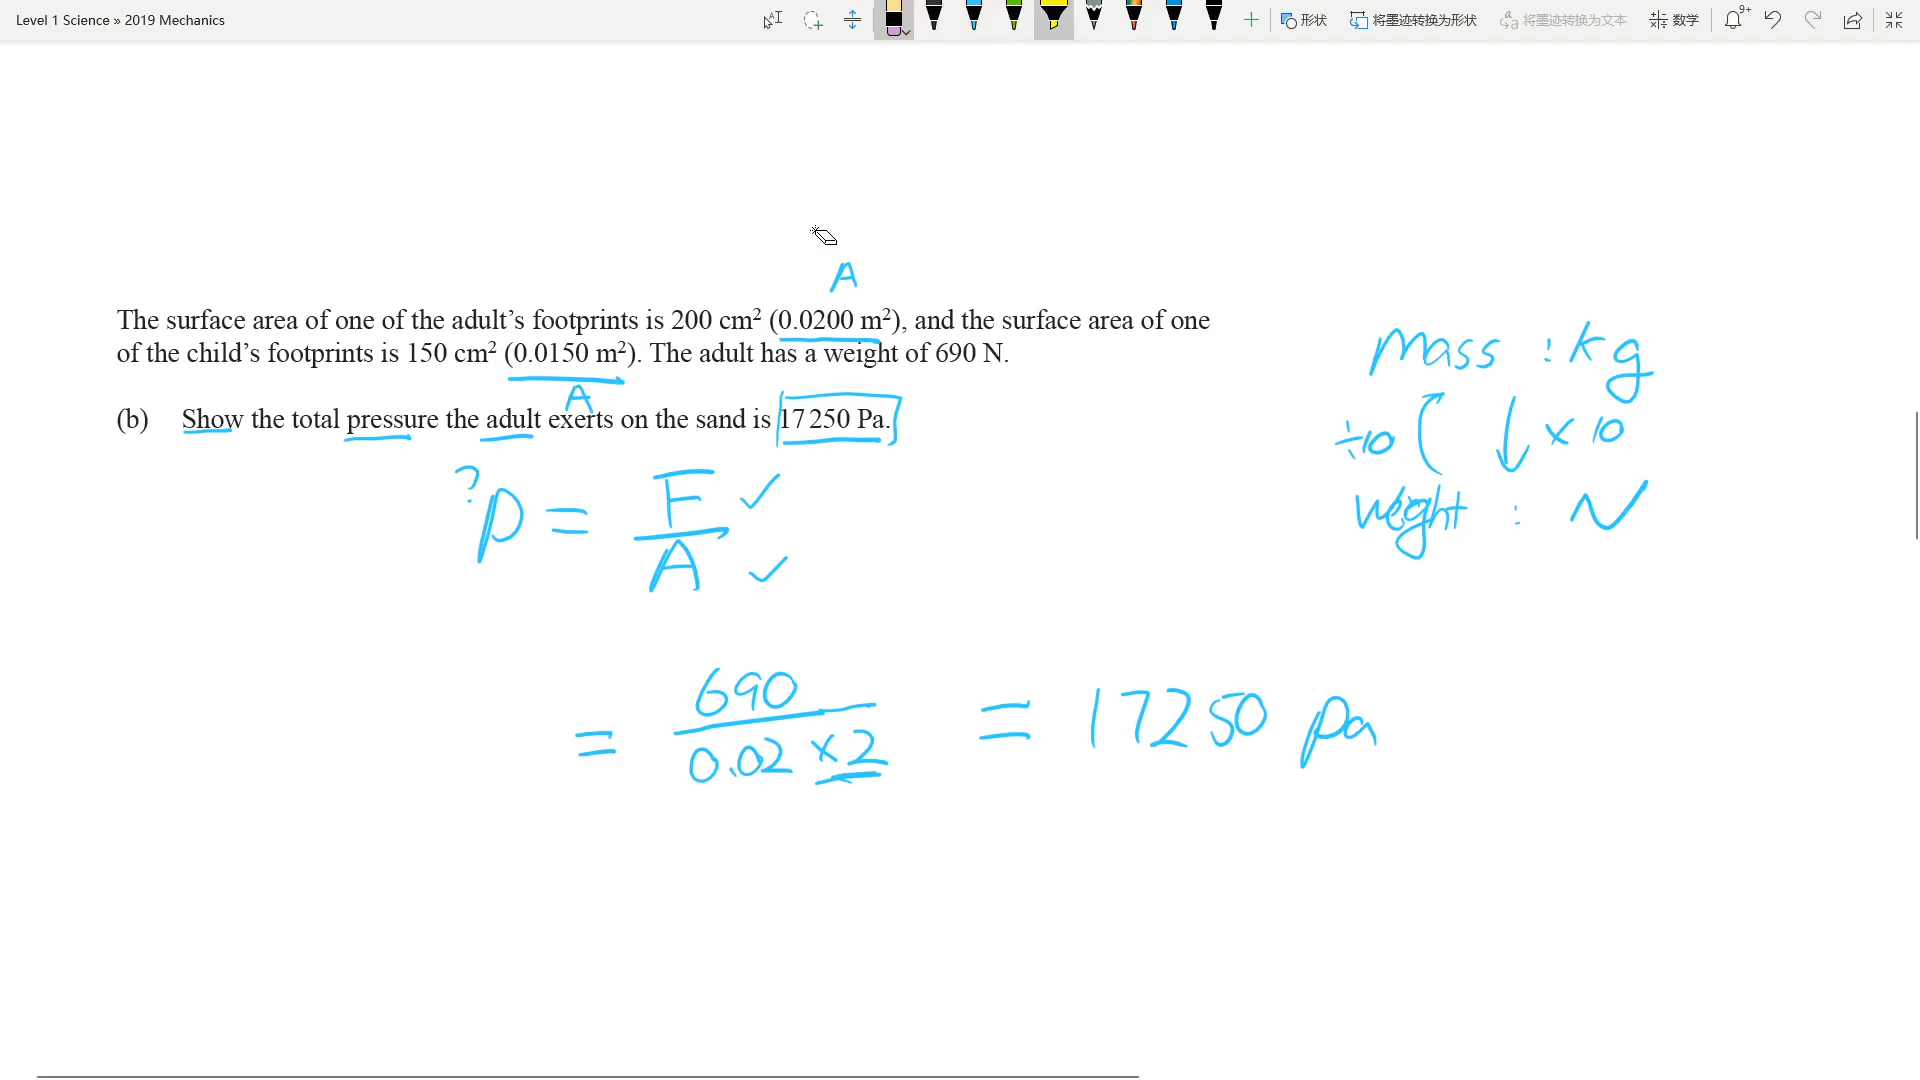 Level 1 Science » 2019 Mechanics
形状
将墨迹转换为形状
将墨迹转换为文本
数学
9+
A
The surface area of one of the adult’s footprints is 200 cm² (0.0200 m²), and the surface area of one
of the child’s footprints is 150 cm² (0.0150 m²). The adult has a weight of 690 N.
A
(b) Show the total pressure the adult exerts on the sand is 17 250 Pa.
mass : kg
÷10 × 10
weight : N
? P = F
A
= 690
0.02 × 2
= 17250 pa